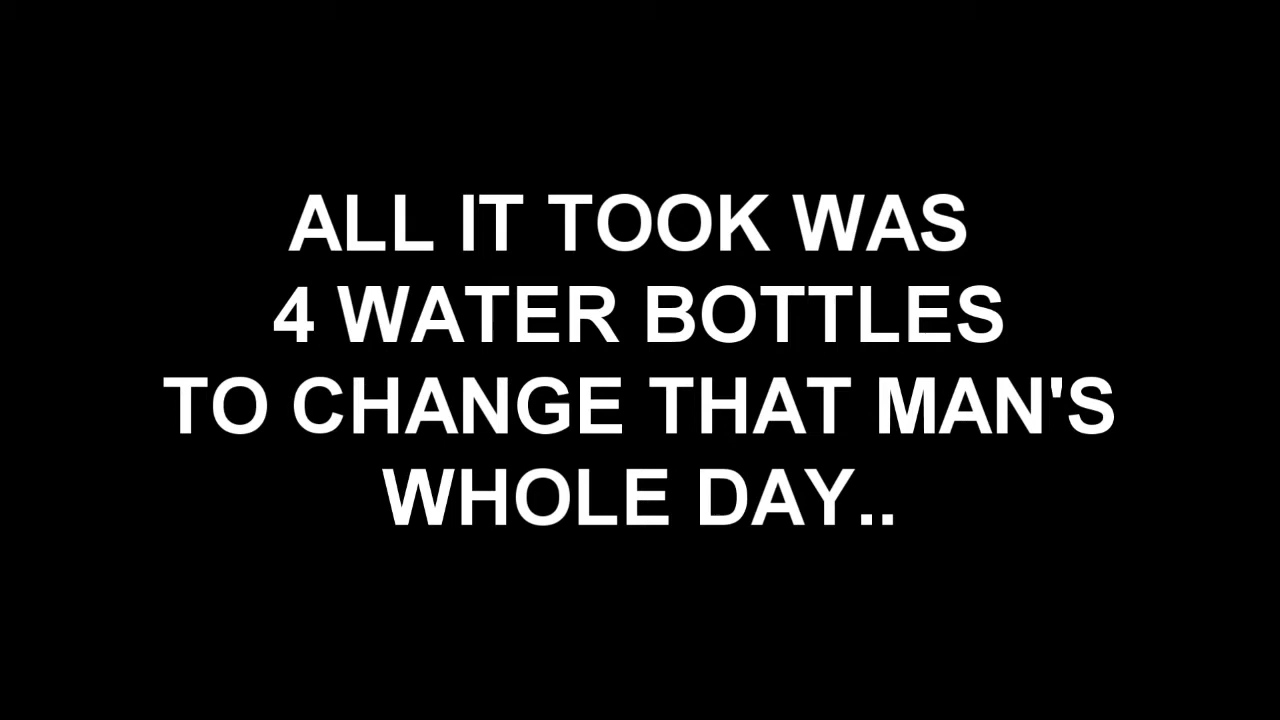 ALL IT TOOK WAS
4 WATER BOTTLES
TO CHANGE THAT MAN'S
WHOLE DAY..